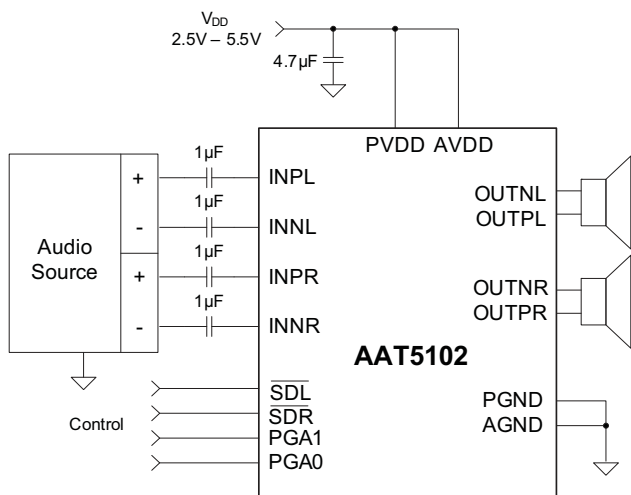 VDD
2.5V – 5.5V
4.7µF
PVDD AVDD
1µF
+
INPL
1µF
-
INNL
Audio
Source
1µF
+
INPR
1µF
-
INNR
OUTNL
OUTPL
OUTNR
OUTPR
AAT5102
Control
SDL
SDR
PGA1
PGA0
PGND
AGND